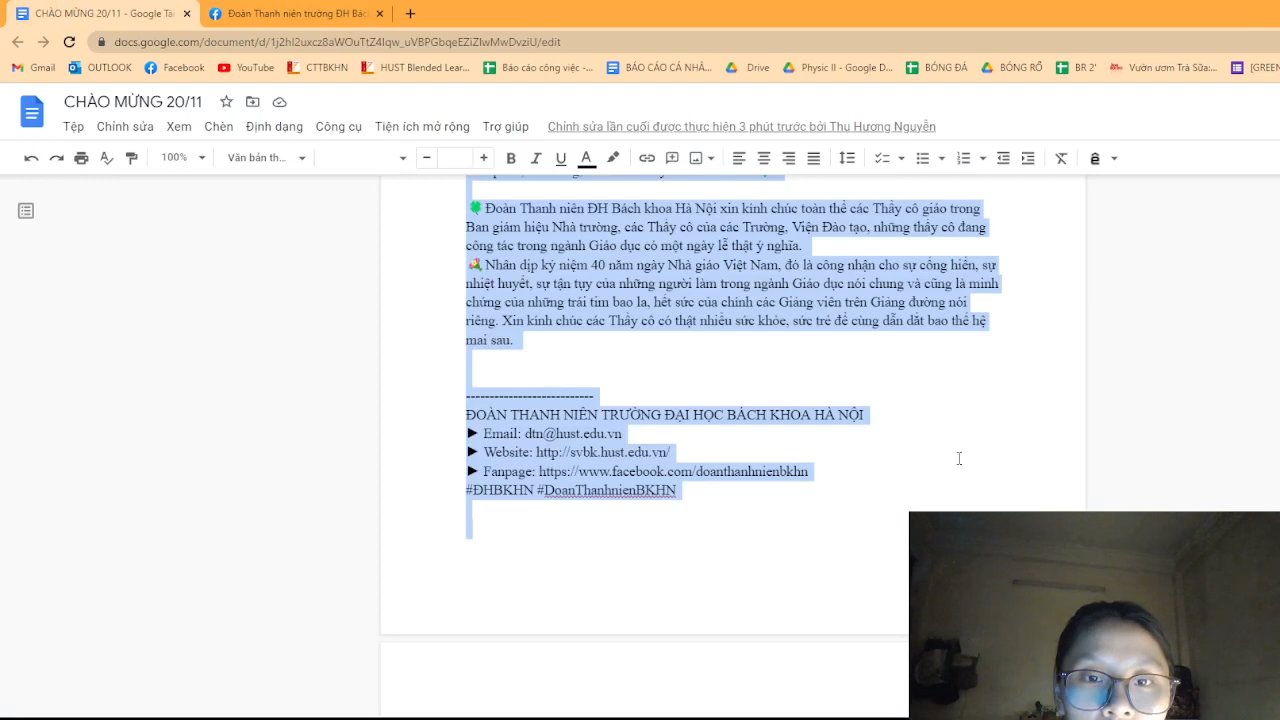 CHÀO MỪNG 20/11 - Google Tà
Đoàn Thanh niên trường ĐH Bác
docs.google.com/document/d/1j2hl2uxcz8aWOuTtZ4Iqw_uVBPGbqeEZiZIwMwDvziU/edit
Gmail OUTLOOK Facebook YouTube CTTBKHN HUST Blended Lear... Báo cáo công việc -... BÁO CÁO CÁ NHÂ... Drive Physic II - Google D... BÓNG ĐÁ BÓNG RỔ BR 2' Vườn ươm Trà Sữa:... [GREEN
CHÀO MỪNG 20/11
Tệp Chỉnh sửa Xem Chèn Định dạng Công cụ Tiện ích mở rộng Trợ giúp Chỉnh sửa lần cuối được thực hiện 3 phút trước bởi Thu Hương Nguyễn
100% Văn bản th... B I U A ê
🍀 Đoàn Thanh niên ĐH Bách khoa Hà Nội xin kính chúc toàn thể các Thầy cô giáo trong
Ban giám hiệu Nhà trường, các Thầy cô của các Trường, Viện Đào tạo, những thầy cô đang
công tác trong ngành Giáo dục có một ngày lễ thật ý nghĩa.
💐 Nhân dịp kỷ niệm 40 năm ngày Nhà giáo Việt Nam, đó là công nhận cho sự cống hiến, sự
nhiệt huyết, sự tận tụy của những người làm trong ngành Giáo dục nói chung và cũng là minh
chứng của những trái tim bao la, hết sức của chính các Giảng viên trên Giảng đường nói
riêng. Xin kính chúc các Thầy cô có thật nhiều sức khỏe, sức trẻ để cùng dẫn dắt bao thế hệ
mai sau.
---------------------------
ĐOÀN THANH NIÊN TRƯỜNG ĐẠI HỌC BÁCH KHOA HÀ NỘI
► Email: dtn@hust.edu.vn
► Website: http://svbk.hust.edu.vn/
► Fanpage: https://www.facebook.com/doanthanhnienbkhn
#ĐHBKHN #DoanThanhnienBKHN